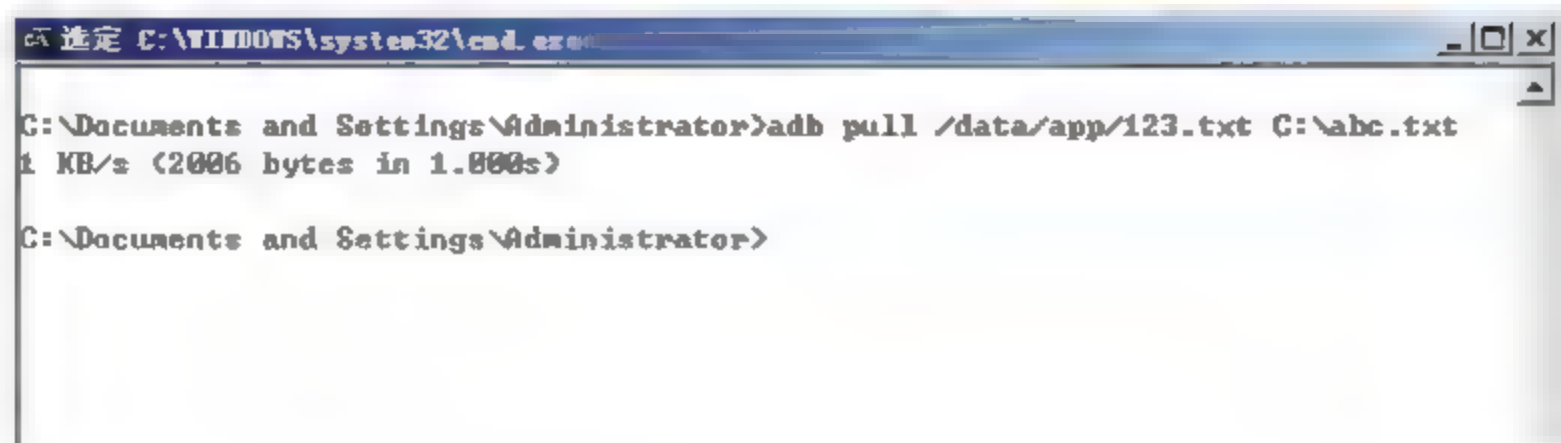 选定 C:\WINDOWS\system32\cmd.exe
C:\Documents and Settings\Administrator>adb pull /data/app/123.txt C:\abc.txt
1 KB/s (2006 bytes in 1.000s)
C:\Documents and Settings\Administrator>